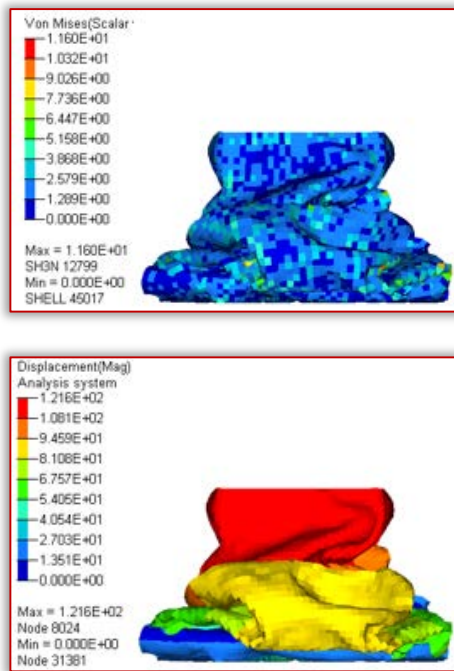 Von Mises(Scalar
1.160E+01
1.032E+01
9.026E+00
7.736E+00
6.447E+00
5.158E+00
3.868E+00
2.579E+00
1.289E+00
0.000E+00
Max = 1.160E+01
SH3N 12799
Min = 0.000E+00
SHELL 45017
Displacement(Mag)
Analysis system
1.216E+02
1.081E+02
9.459E+01
8.108E+01
6.757E+01
5.405E+01
4.054E+01
2.703E+01
1.351E+01
0.000E+00
Max = 1.216E+02
Node 8024
Min = 0.000E+00
Node 31381